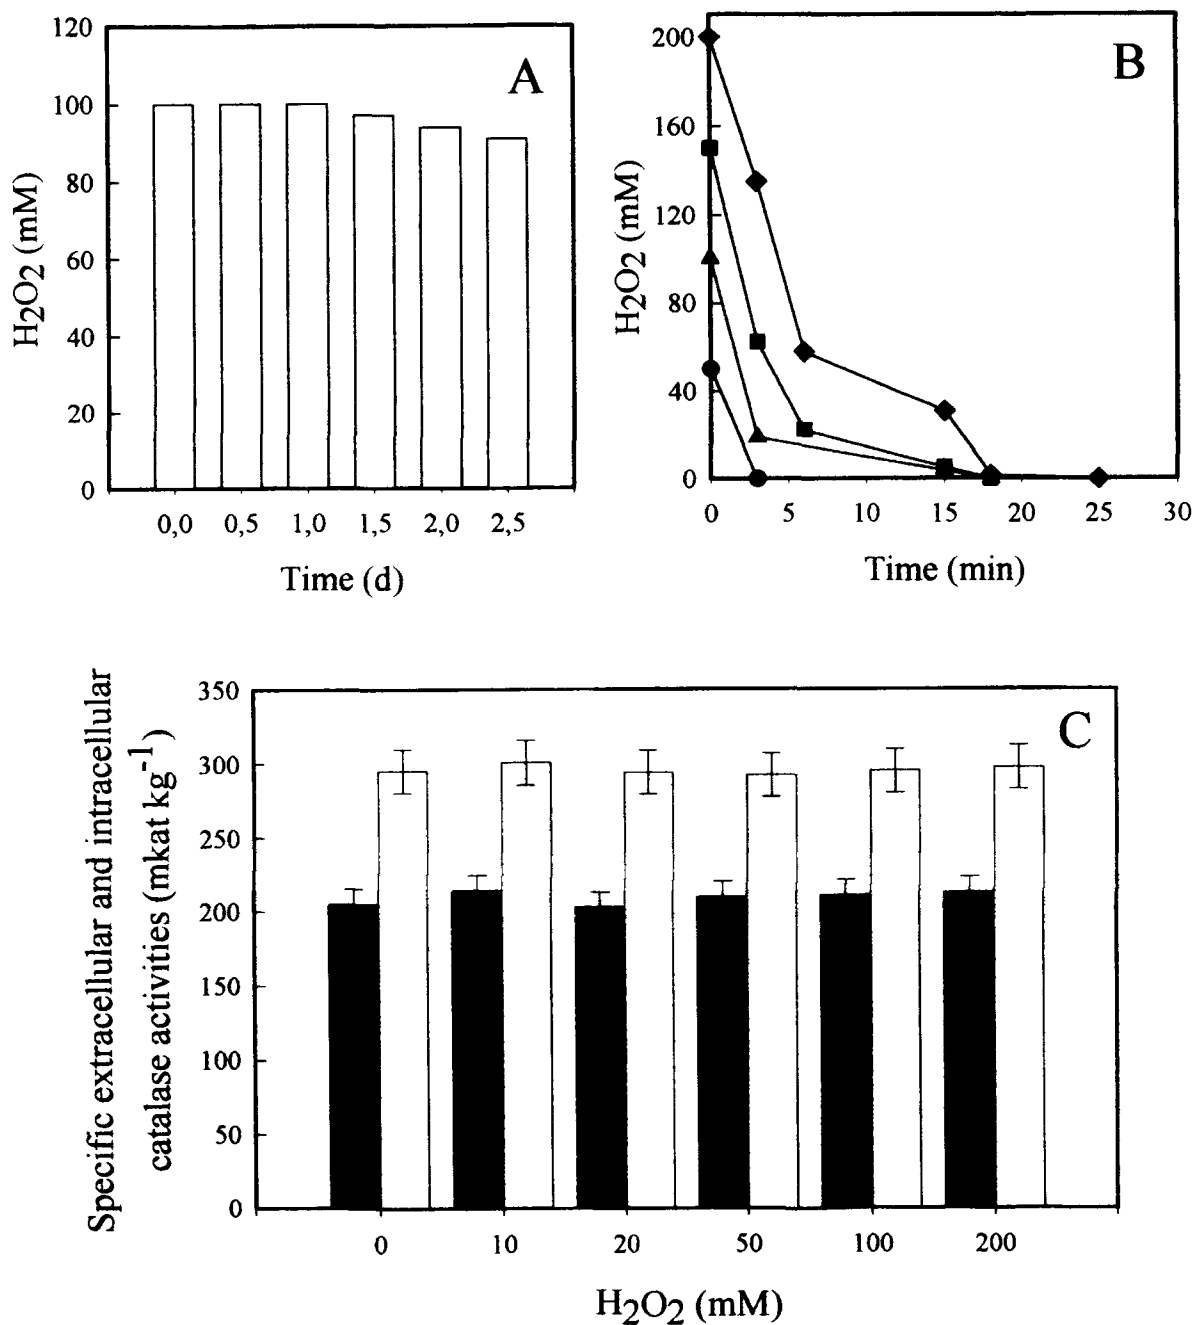 A
H2O2 (mM)
120
100
80
60
40
20
0
0,0 0,5 1,0 1,5 2,0 2,5
Time (d)
B
H2O2 (mM)
200
160
120
80
40
0
0 5 10 15 20 25 30
Time (min)
C
Specific extracellular and intracellular
catalase activities (mkat kg-1)
350
300
250
200
150
100
50
0
0 10 20 50 100 200
H2O2 (mM)